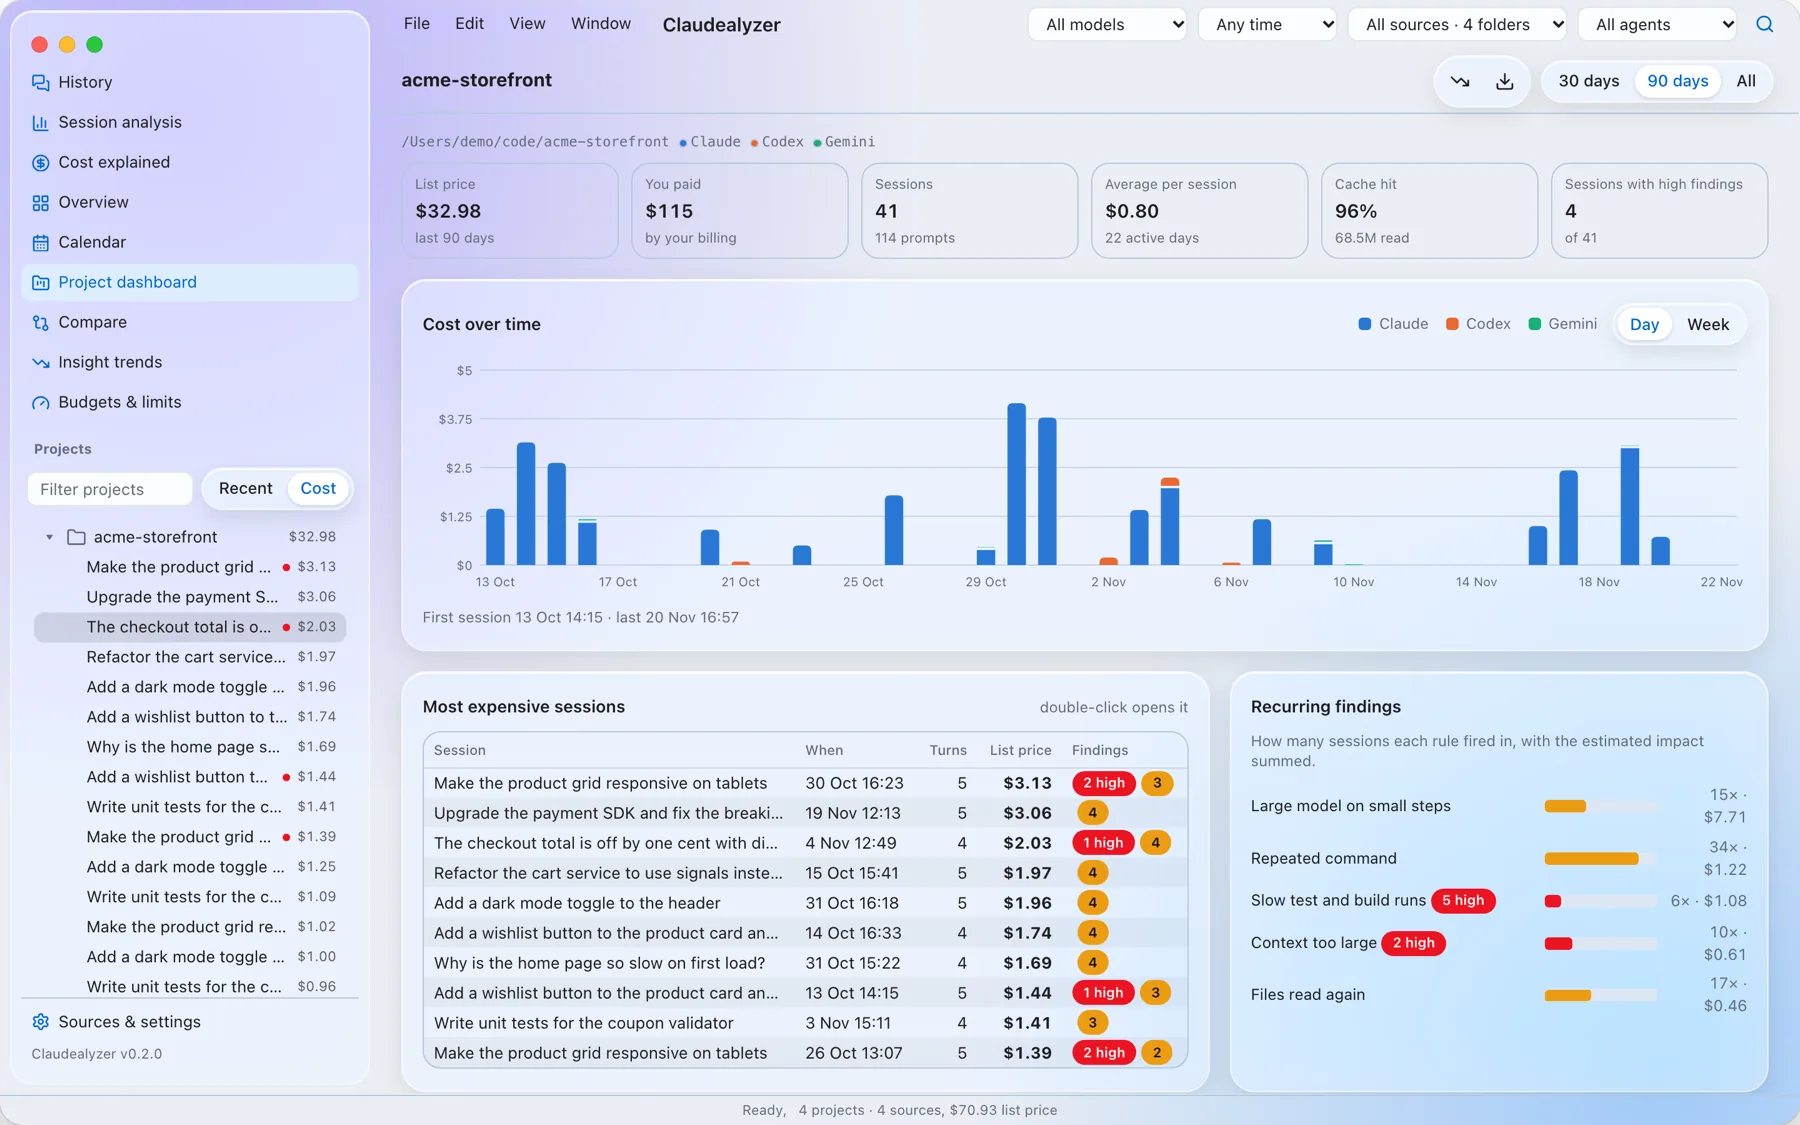 File Edit View Window Claudealyzer All models Any time All sources · 4 folders All agents
History
Session analysis
Cost explained
Overview
Calendar
Project dashboard
Compare
Insight trends
Budgets & limits
Projects
Filter projects Recent Cost
acme-storefront $32.98
Make the product grid ... $3.13
Upgrade the payment S... $3.06
The checkout total is o... $2.03
Refactor the cart service... $1.97
Add a dark mode toggle ... $1.96
Add a wishlist button to t... $1.74
Why is the home page s... $1.69
Add a wishlist button t... $1.44
Write unit tests for the c... $1.41
Make the product grid ... $1.39
Add a dark mode toggle ... $1.25
Write unit tests for the c... $1.09
Make the product grid re... $1.02
Add a dark mode toggle ... $1.00
Write unit tests for the c... $0.96
Sources & settings
Claudealyzer v0.2.0
acme-storefront 30 days 90 days All
/Users/demo/code/acme-storefront Claude Codex Gemini
List price
$32.98
last 90 days
You paid
$115
by your billing
Sessions
41
114 prompts
Average per session
$0.80
22 active days
Cache hit
96%
68.5M read
Sessions with high findings
4
of 41
Cost over time Claude Codex Gemini Day Week
$5
$3.75
$2.5
$1.25
$0
13 Oct 17 Oct 21 Oct 25 Oct 29 Oct 2 Nov 6 Nov 10 Nov 14 Nov 18 Nov 22 Nov
First session 13 Oct 14:15 · last 20 Nov 16:57
Most expensive sessions double-click opens it
Session When Turns List price Findings
Make the product grid responsive on tablets 30 Oct 16:23 5 $3.13 2 high 3
Upgrade the payment SDK and fix the breaki... 19 Nov 12:13 5 $3.06 4
The checkout total is off by one cent with di... 4 Nov 12:49 4 $2.03 1 high 4
Refactor the cart service to use signals inste... 15 Oct 15:41 5 $1.97 4
Add a dark mode toggle to the header 31 Oct 16:18 5 $1.96 4
Add a wishlist button to the product card an... 14 Oct 16:33 4 $1.74 4
Why is the home page so slow on first load? 31 Oct 15:22 4 $1.69 4
Add a wishlist button to the product card an... 13 Oct 14:15 5 $1.44 1 high 3
Write unit tests for the coupon validator 3 Nov 15:11 4 $1.41 3
Make the product grid responsive on tablets 26 Oct 13:07 5 $1.39 2 high 2
Recurring findings
How many sessions each rule fired in, with the estimated impact
summed.
Large model on small steps 15× ·
$7.71
Repeated command 34× ·
$1.22
Slow test and build runs 5 high 6× · $1.08
Context too large 2 high 10× ·
$0.61
Files read again 17× ·
$0.46
Ready, 4 projects · 4 sources, $70.93 list price